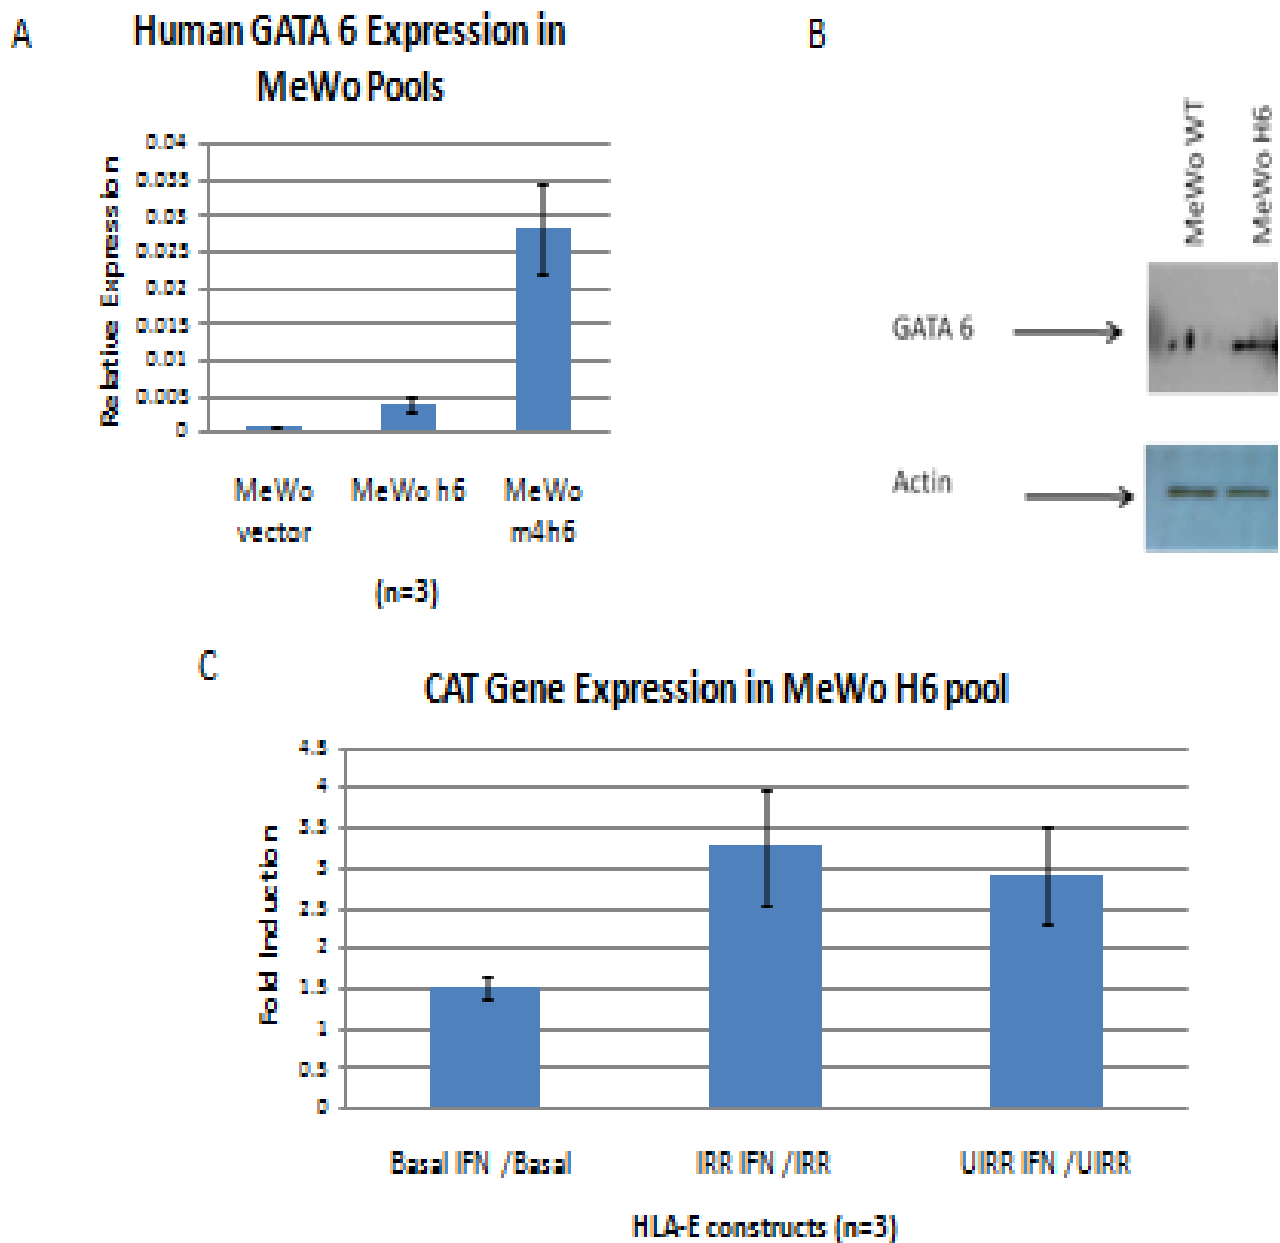 A
Human GATA 6 Expression in
MeWo Pools
Relative Expression
0.04
0.035
0.03
0.025
0.02
0.015
0.01
0.005
0
MeWo vector
MeWo h6
MeWo m4h6
(n=3)
B
MeWo WT
MeWo H6
GATA 6
Actin
C
CAT Gene Expression in MeWo H6 pool
Fold Induction
4.5
4
3.5
3
2.5
2
1.5
1
0.5
0
Basal IFN /Basal
IRR IFN /IRR
UIRR IFN /UIRR
HLA-E constructs (n=3)